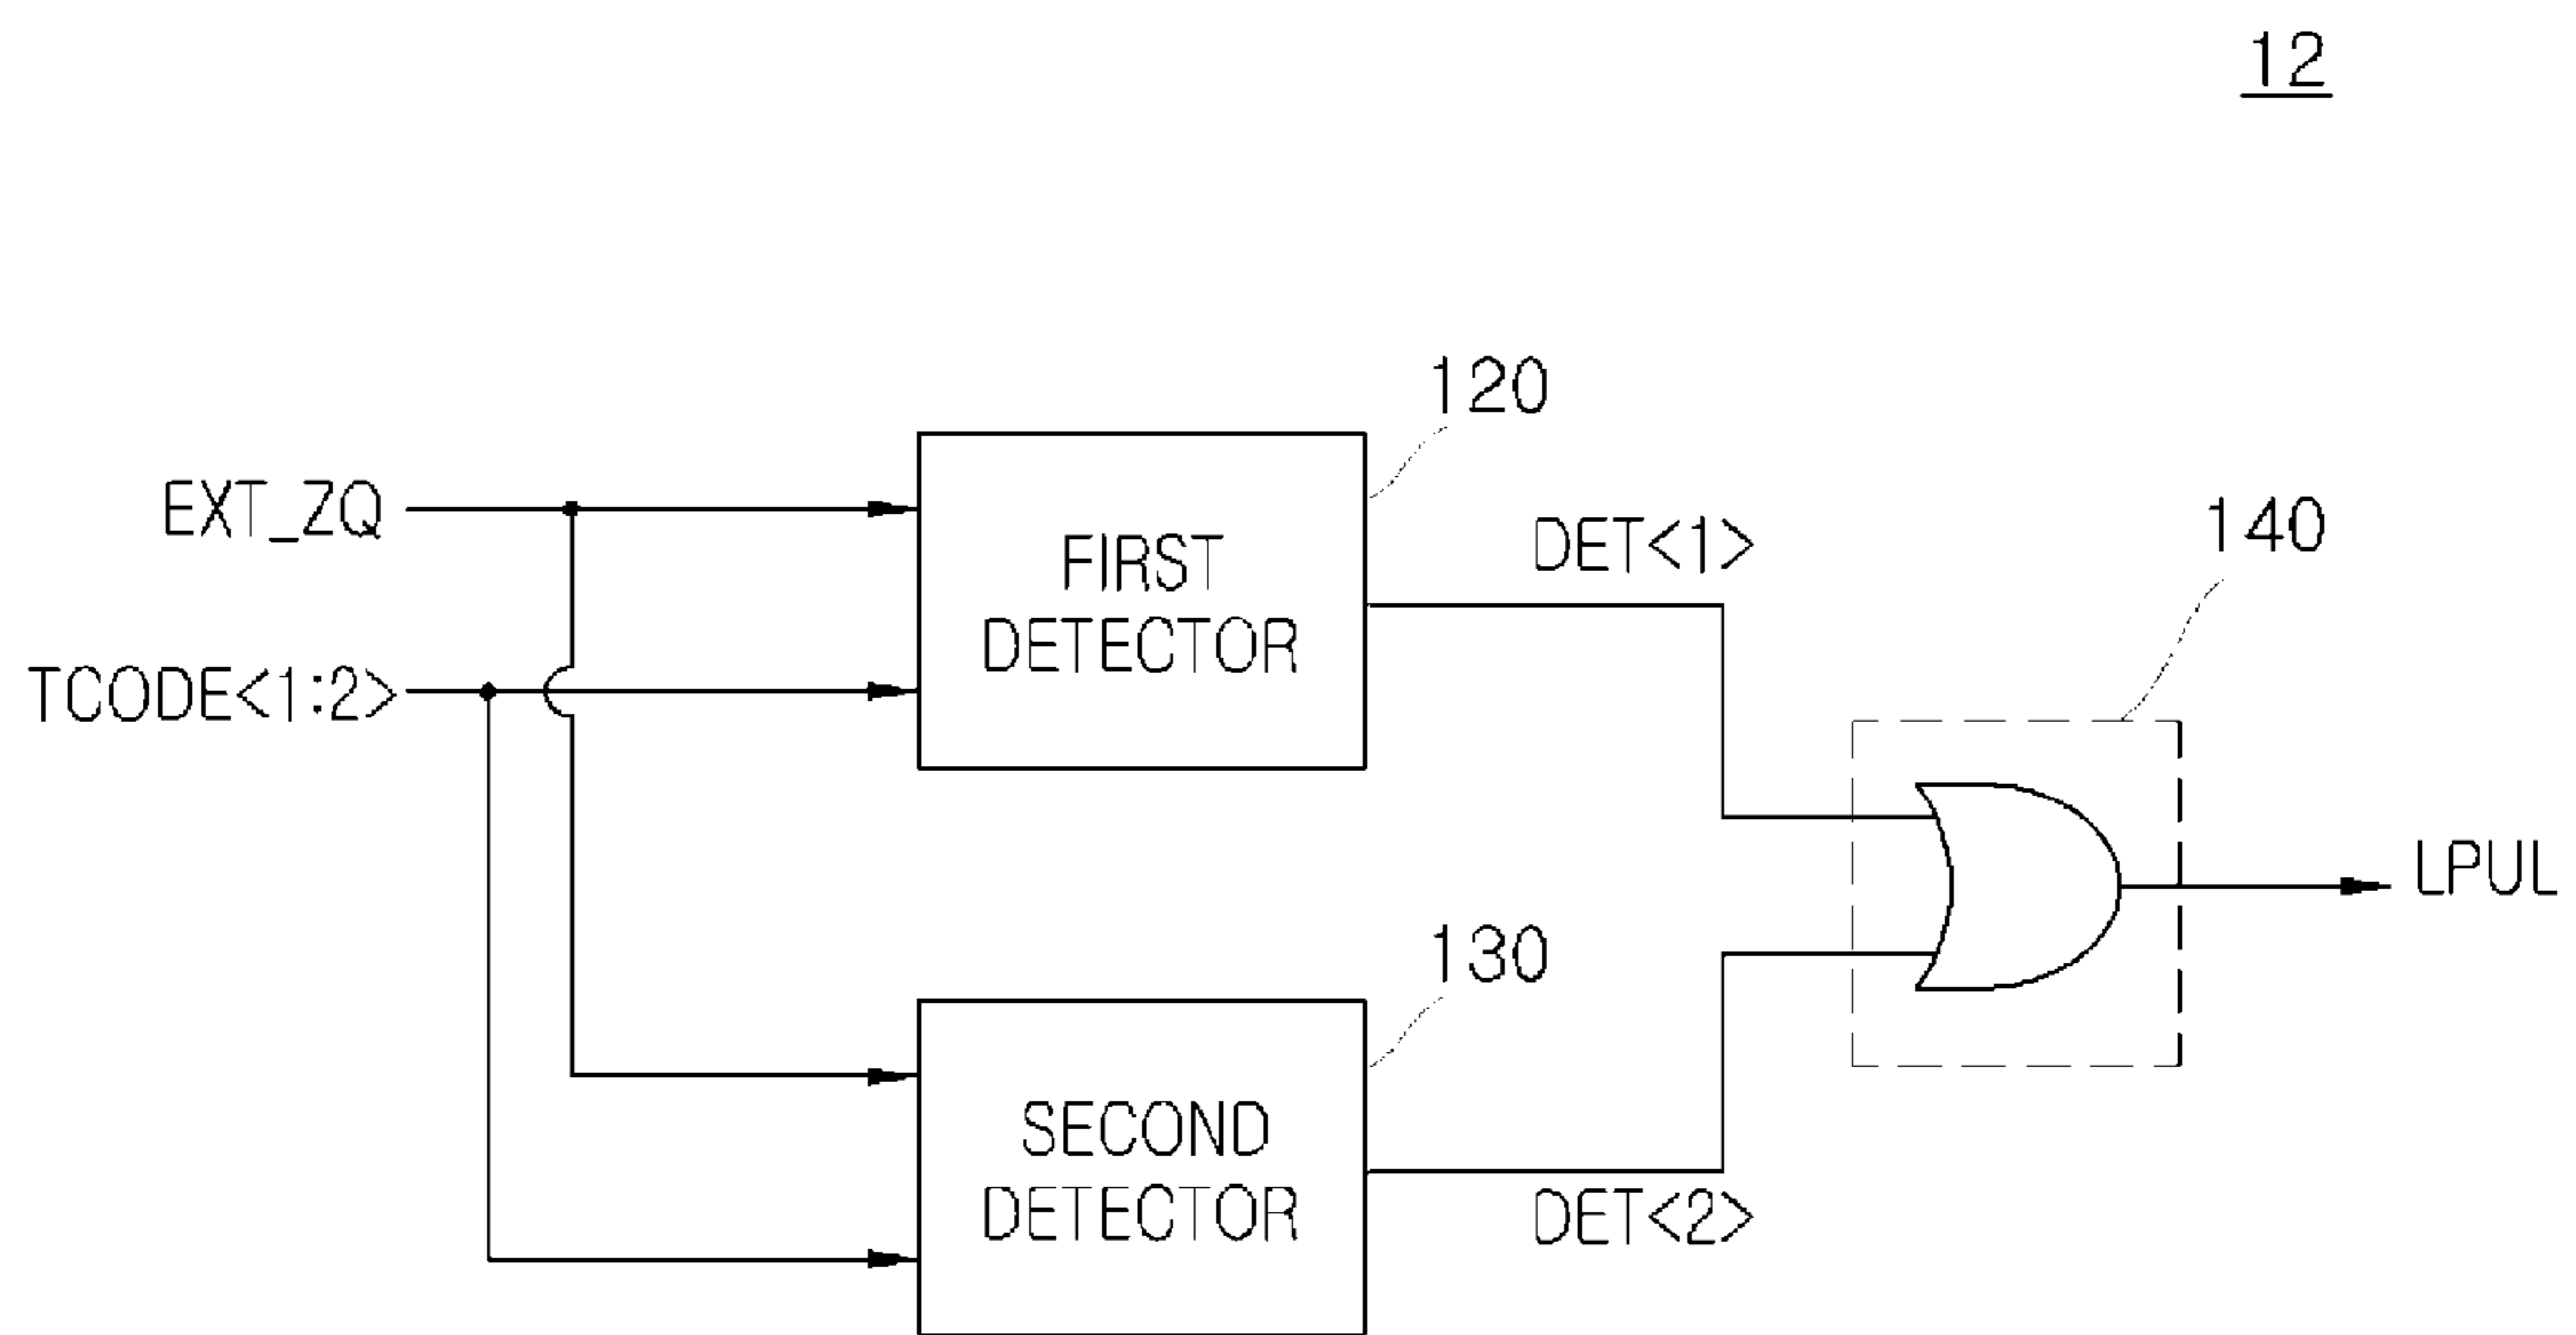 12
120
EXT_ZQ
FIRST
DETECTOR
DET<1>
140
TCODE<1:2>
LPUL
130
SECOND
DETECTOR
DET<2>